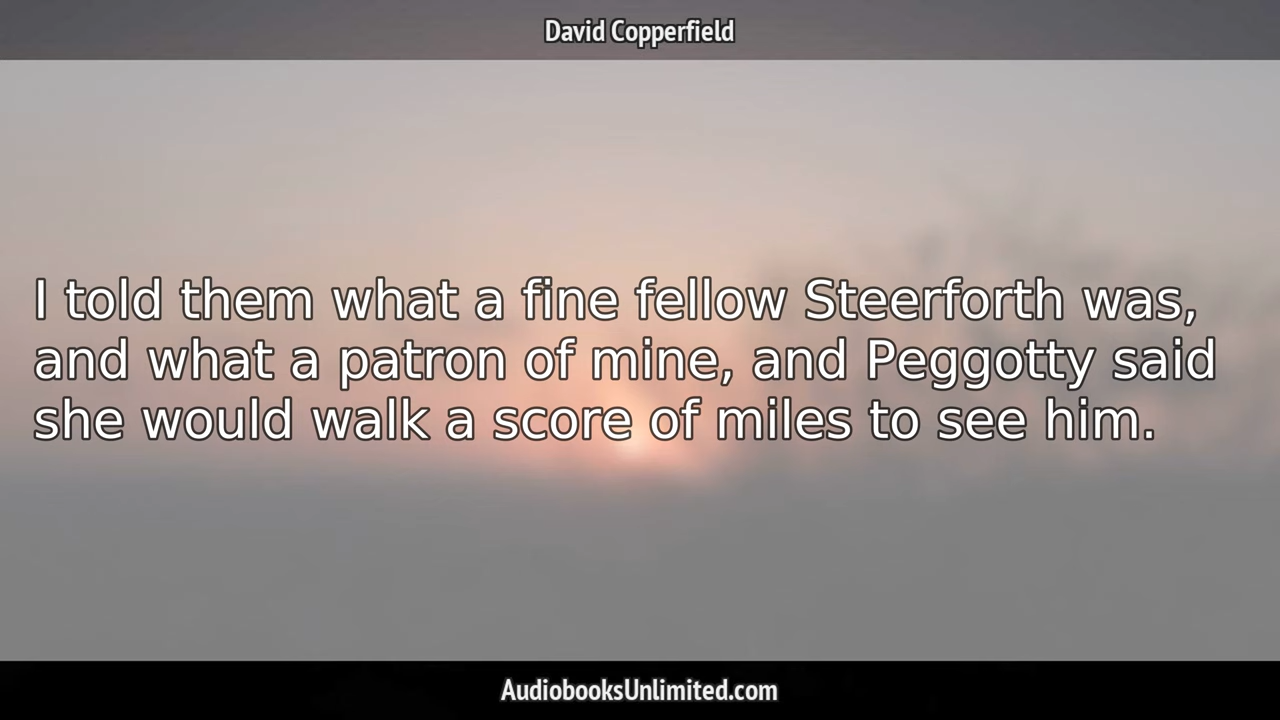 David Copperfield
I told them what a fine fellow Steerforth was,
and what a patron of mine, and Peggotty said
she would walk a score of miles to see him.
AudiobooksUnlimited.com